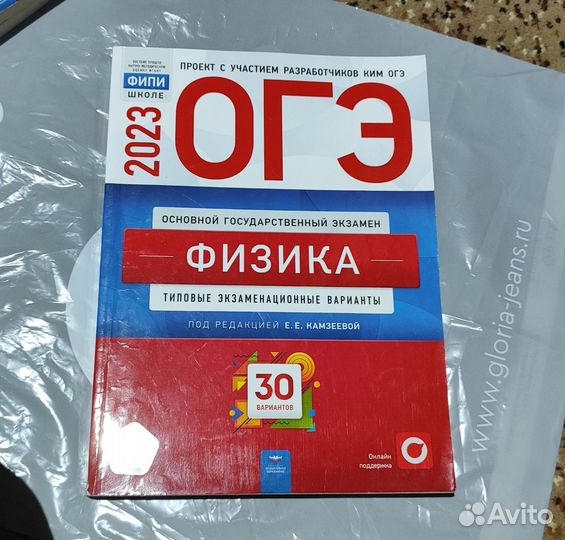 ПРОЕКТ С УЧАСТИЕМ РАЗРАБОТЧИКОВ КИМ ОГЭ
ФИПИ
ШКОЛЕ
2023
ОГЭ
ОСНОВНОЙ ГОСУДАРСТВЕННЫЙ ЭКЗАМЕН
ФИЗИКА
ТИПОВЫЕ ЭКЗАМЕНАЦИОННЫЕ ВАРИАНТЫ
ПОД РЕДАКЦИЕЙ Е. Е. КАМЗЕЕВОЙ
30
ВАРИАНТОВ
Онлайн
поддержка
www.gloria-jeans.ru
Avito